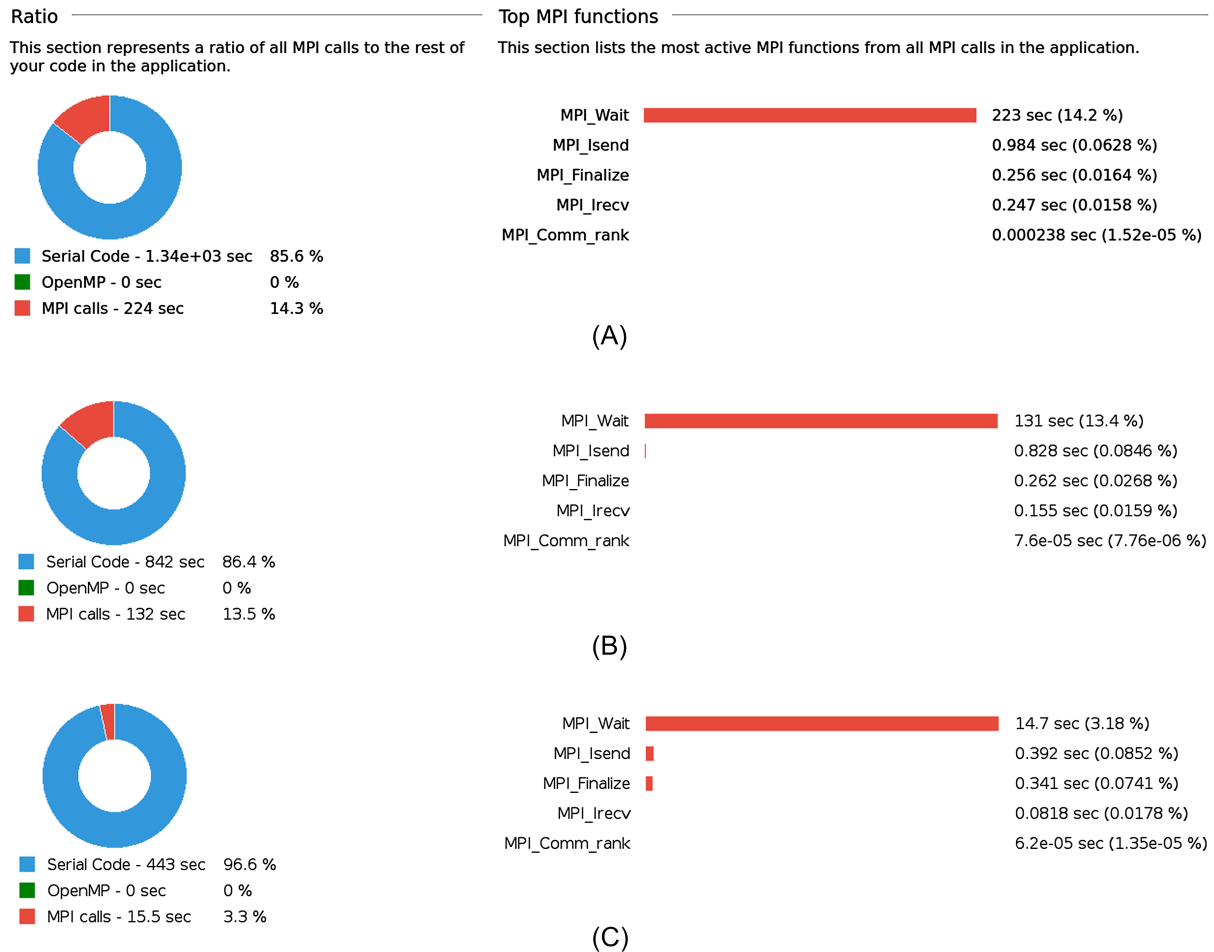 Ratio
This section represents a ratio of all MPI calls to the rest of
your code in the application.
Top MPI functions
This section lists the most active MPI functions from all MPI calls in the application.
Serial Code - 1.34e+03 sec 85.6 %
OpenMP - 0 sec 0 %
MPI calls - 224 sec 14.3 %
MPI_Wait 223 sec (14.2 %)
MPI_Isend 0.984 sec (0.0628 %)
MPI_Finalize 0.256 sec (0.0164 %)
MPI_Irecv 0.247 sec (0.0158 %)
MPI_Comm_rank 0.000238 sec (1.52e-05 %)
(A)
Serial Code - 842 sec 86.4 %
OpenMP - 0 sec 0 %
MPI calls - 132 sec 13.5 %
MPI_Wait 131 sec (13.4 %)
MPI_Isend 0.828 sec (0.0846 %)
MPI_Finalize 0.262 sec (0.0268 %)
MPI_Irecv 0.155 sec (0.0159 %)
MPI_Comm_rank 7.6e-05 sec (7.76e-06 %)
(B)
Serial Code - 443 sec 96.6 %
OpenMP - 0 sec 0 %
MPI calls - 15.5 sec 3.3 %
MPI_Wait 14.7 sec (3.18 %)
MPI_Isend 0.392 sec (0.0852 %)
MPI_Finalize 0.341 sec (0.0741 %)
MPI_Irecv 0.0818 sec (0.0178 %)
MPI_Comm_rank 6.2e-05 sec (1.35e-05 %)
(C)